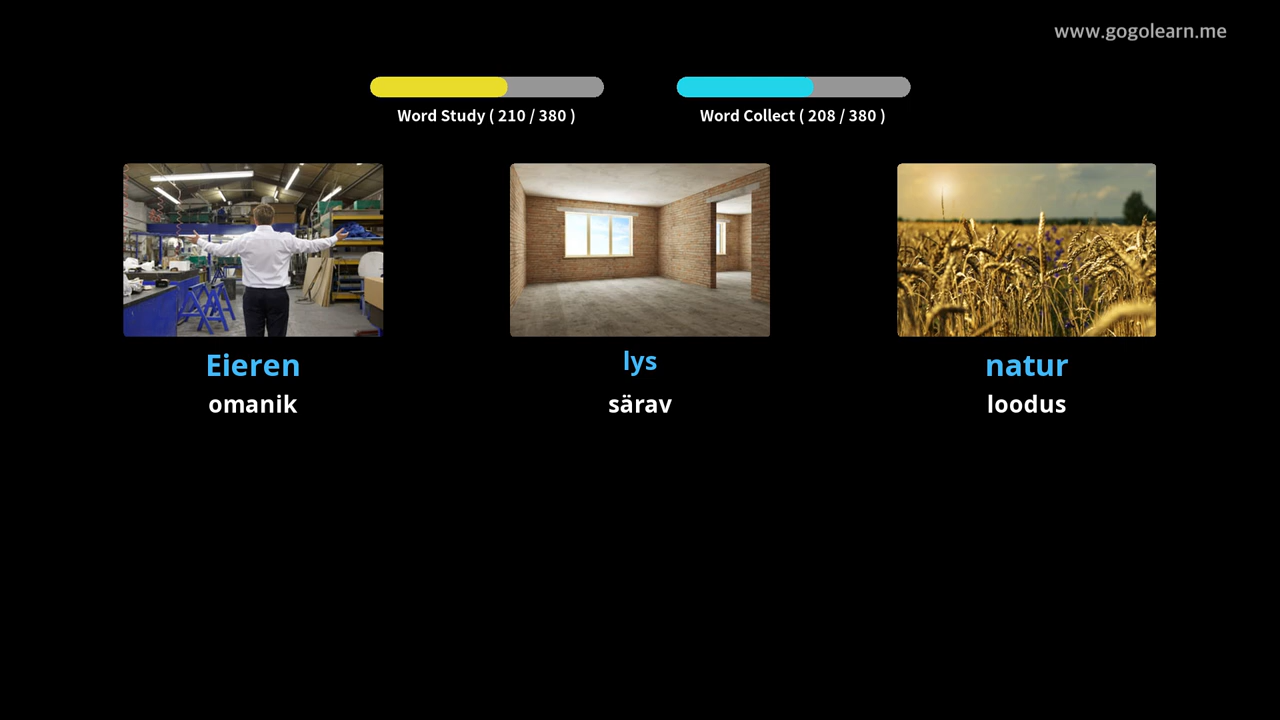 www.gogolearn.me
Word Study ( 210 / 380 )
Word Collect ( 208 / 380 )
Eieren
omanik
lys
särav
natur
loodus